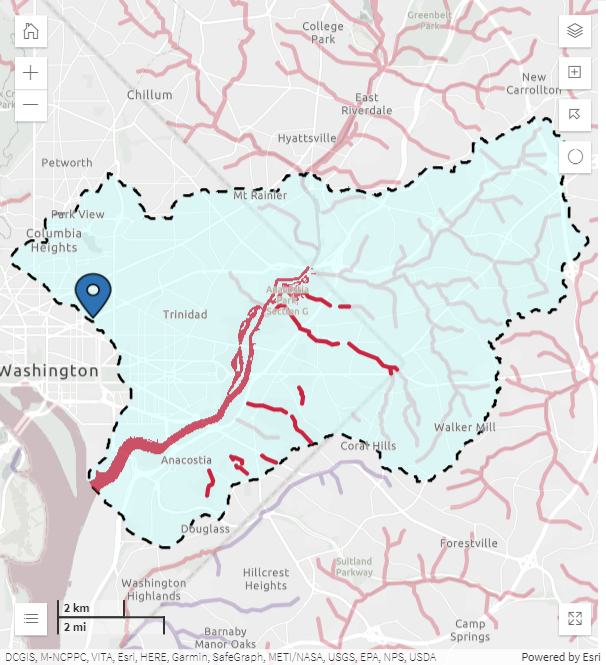 Greenbelt
Park
College
Park
New
Carrollton
Chillum
East
Riverdale
Hyattsville
Petworth
Mt Rainier
Park View
Columbia
Heights
Anacostia
Park
Section G
Trinidad
Washington
Walker Mill
Coral Hills
Anacostia
Douglass
Forestville
Suitland
Parkway
Hillcrest
Heights
Washington
Highlands
2 km
2 mi
Camp
Springs
Barnaby
Manor Oaks
DCGIS, M-NCPPC, VITA, Esri, HERE, Garmin, SafeGraph, METI/NASA, USGS, EPA, NPS, USDA
Powered by Esri